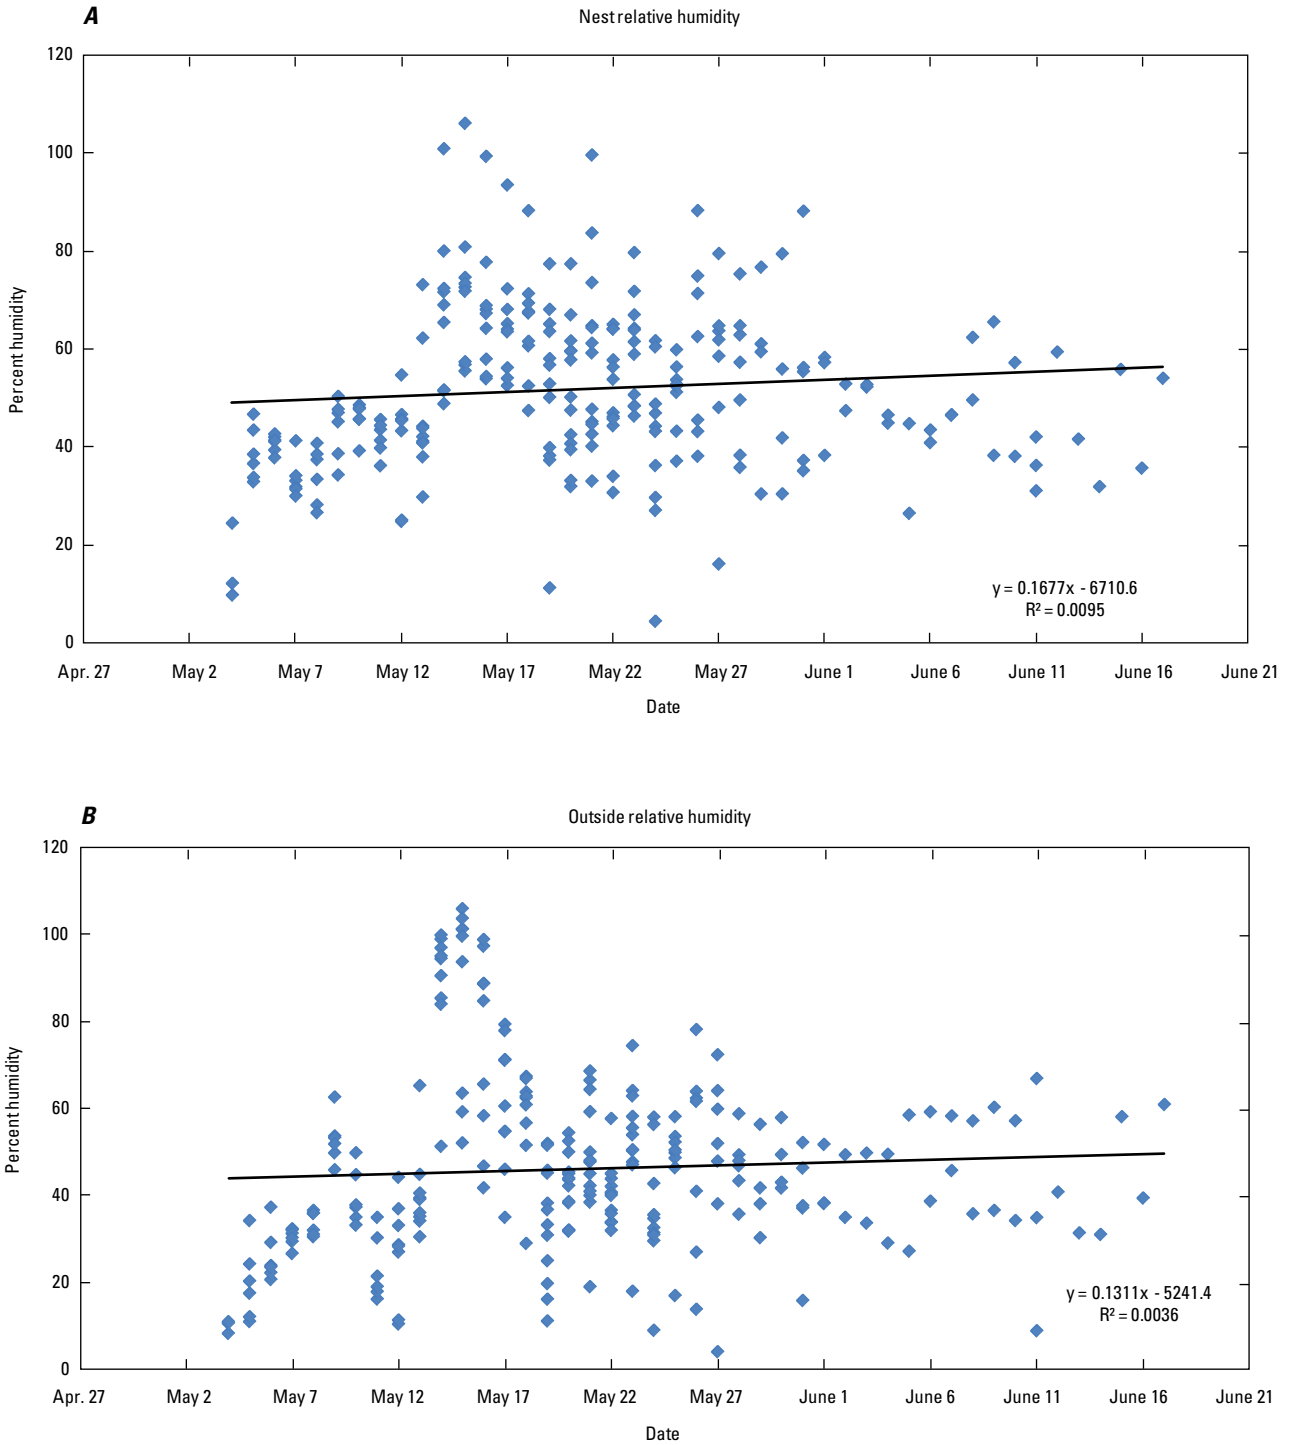 A
Nest relative humidity
120
100
80
60
40
20
0
Percent humidity
y = 0.1677x - 6710.6
R² = 0.0095
Apr. 27 May 2 May 7 May 12 May 17 May 22 May 27 June 1 June 6 June 11 June 16 June 21
Date
B
Outside relative humidity
120
100
80
60
40
20
0
Percent humidity
y = 0.1311x - 5241.4
R² = 0.0036
Apr. 27 May 2 May 7 May 12 May 17 May 22 May 27 June 1 June 6 June 11 June 16 June 21
Date